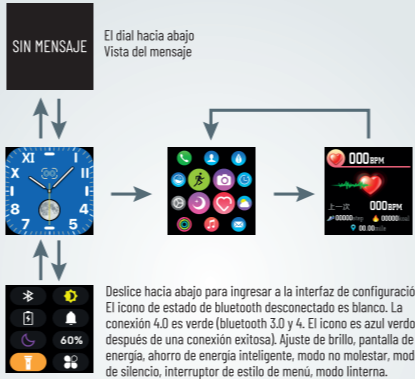 SIN MENSAJE
El dial hacia abajo
Vista del mensaje
XI I
X II
8 4
7 5
000BPM
上一次 000BPM
00000step 00000kcal
00.00mile
60%
Deslice hacia abajo para ingresar a la interfaz de configuració
El icono de estado de bluetooth desconectado es blanco. La
conexión 4.0 es verde (bluetooth 3.0 y 4. El icono es azul verdo
después de una conexión exitosa). Ajuste de brillo, pantalla de
energía, ahorro de energía inteligente, modo no molestar, mod
de silencio, interruptor de estilo de menú, modo linterna.